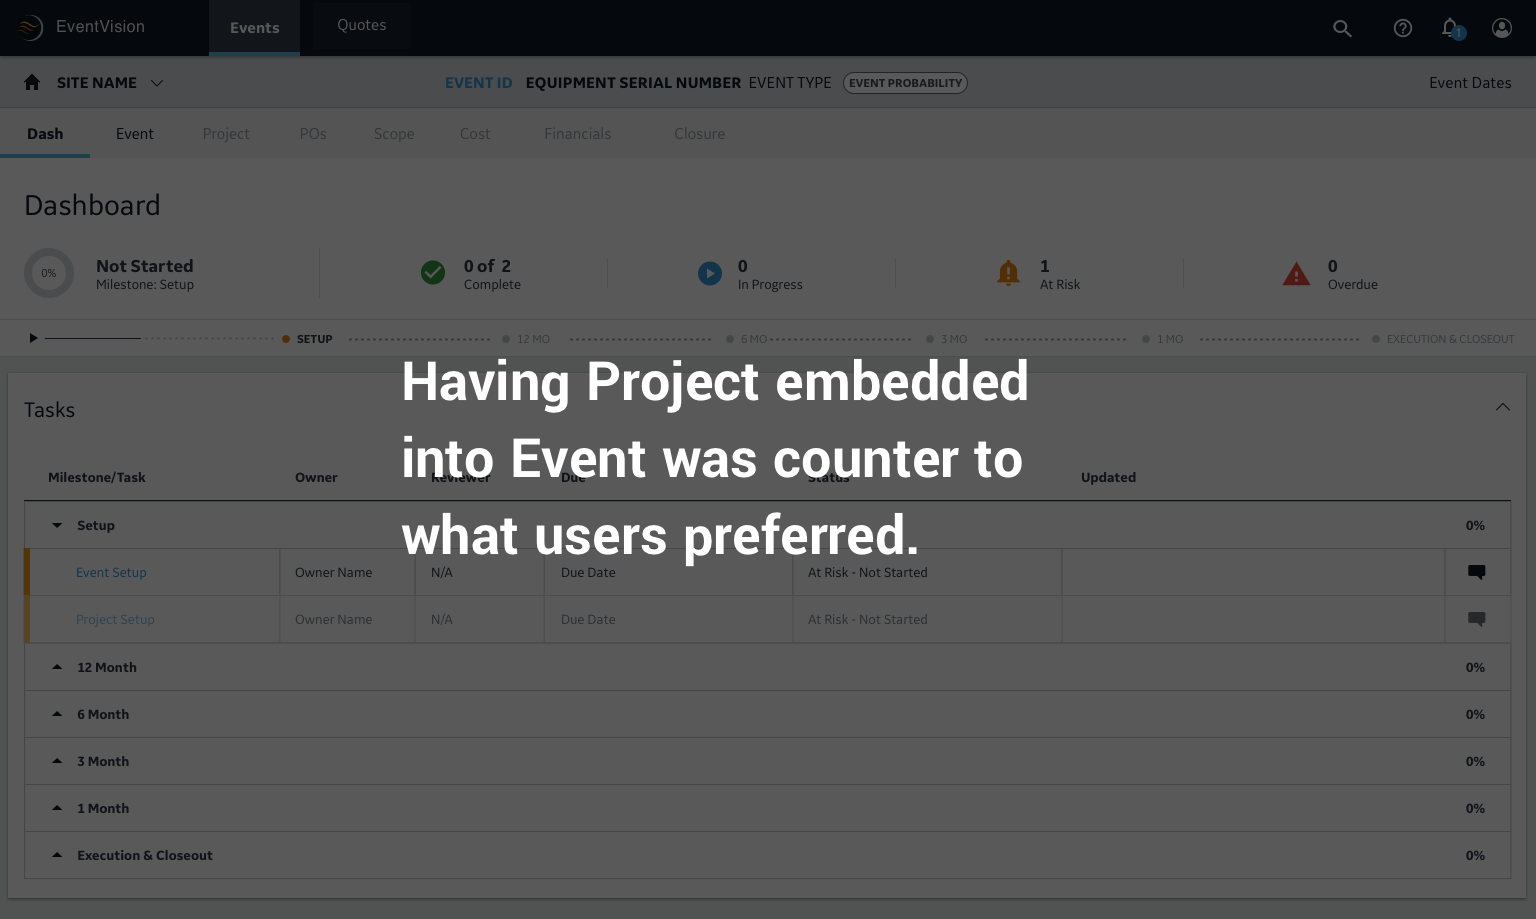 EventVision
Events
Quotes
1
SITE NAME
EVENT ID EQUIPMENT SERIAL NUMBER EVENT TYPE EVENT PROBABILITY
Event Dates
Dash
Event
Project
POs
Scope
Cost
Financials
Closure
Dashboard
0%
Not Started
Milestone: Setup
0 of 2
Complete
0
In Progress
1
At Risk
0
Overdue
SETUP
12 MO
6 MO
3 MO
1 MO
EXECUTION & CLOSEOUT
Having Project embedded
into Event was counter to
what users preferred.
Tasks
Milestone/Task
Owner
Reviewer
Due
Status
Updated
Setup 0%
Event Setup Owner Name N/A Due Date At Risk - Not Started
Project Setup Owner Name N/A Due Date At Risk - Not Started
12 Month 0%
6 Month 0%
3 Month 0%
1 Month 0%
Execution & Closeout 0%